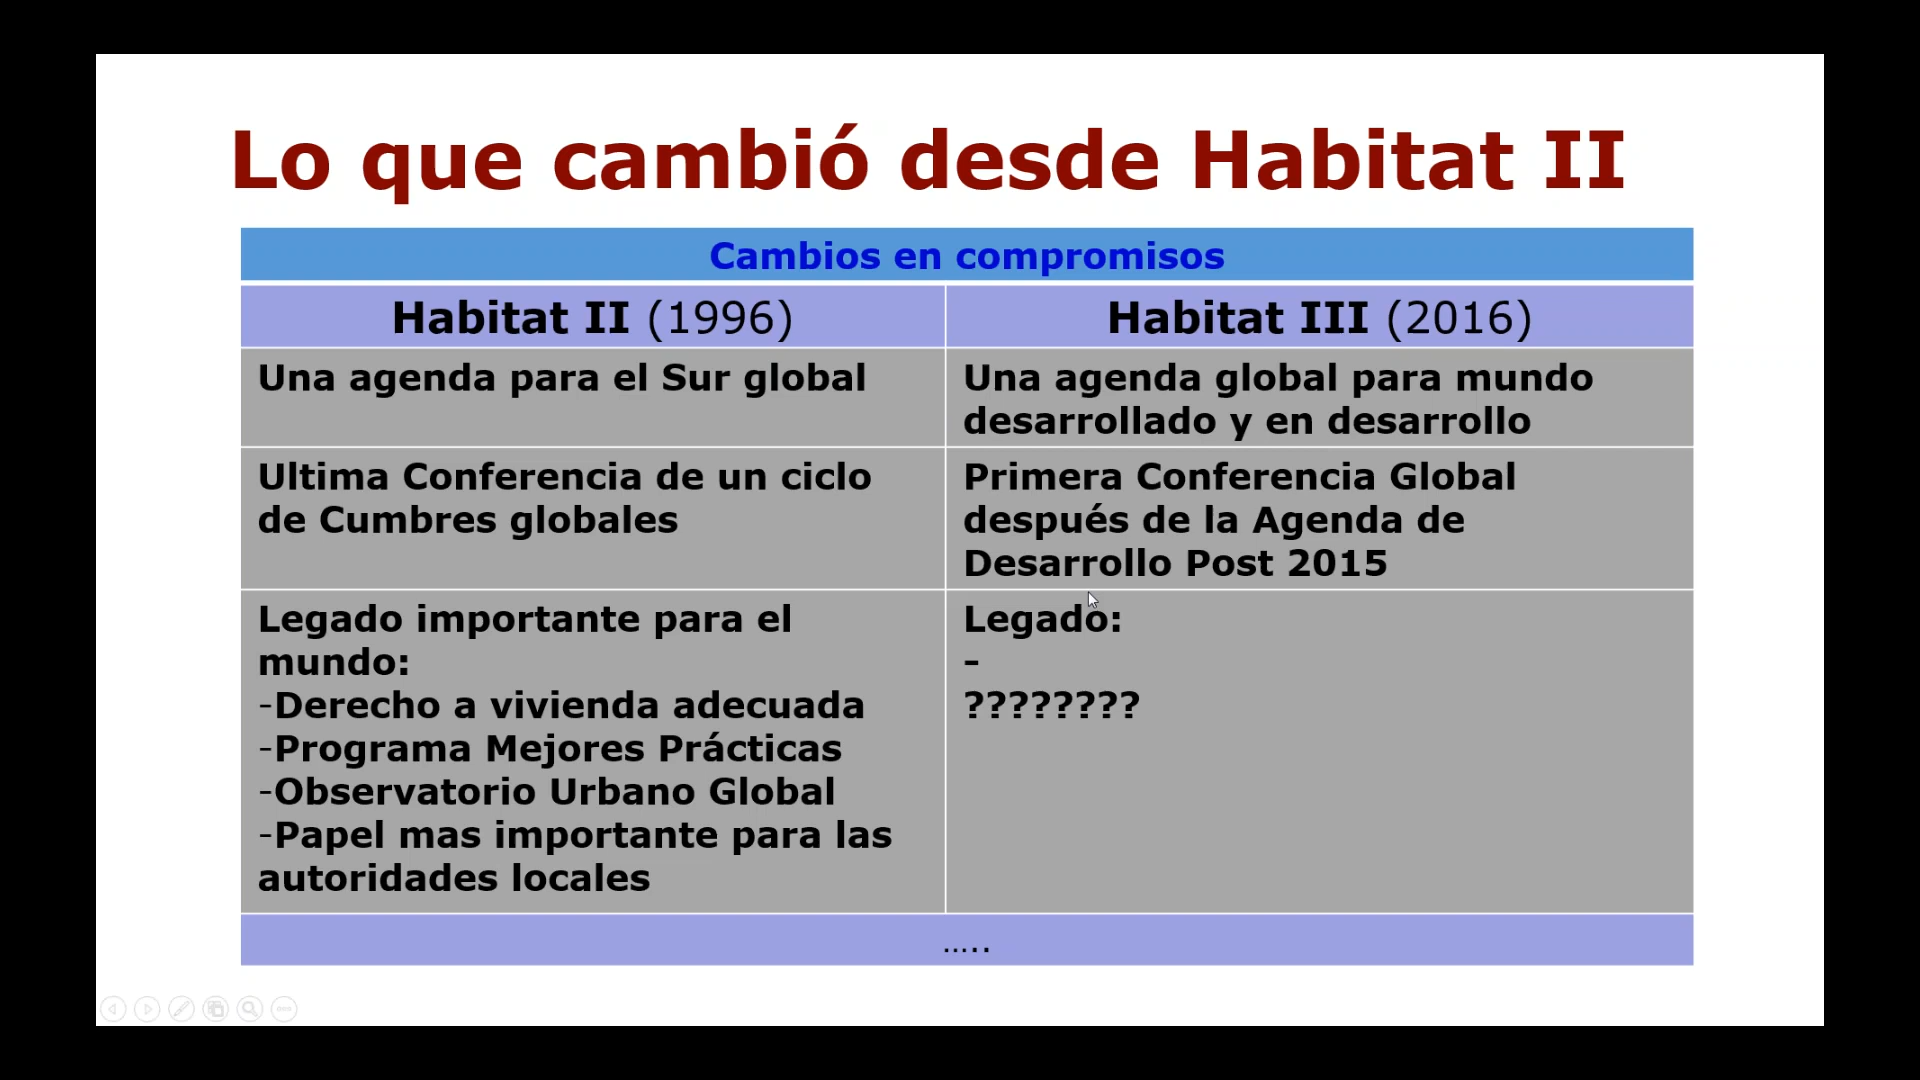 Lo que cambió desde Habitat II
Cambios en compromisos
Habitat II (1996)
Habitat III (2016)
Una agenda para el Sur global
Una agenda global para mundo
desarrollado y en desarrollo
Ultima Conferencia de un ciclo
de Cumbres globales
Primera Conferencia Global
después de la Agenda de
Desarrollo Post 2015
Legado importante para el
mundo:
-Derecho a vivienda adecuada
-Programa Mejores Prácticas
-Observatorio Urbano Global
-Papel mas importante para las
autoridades locales
Legado:
-
????????
…..